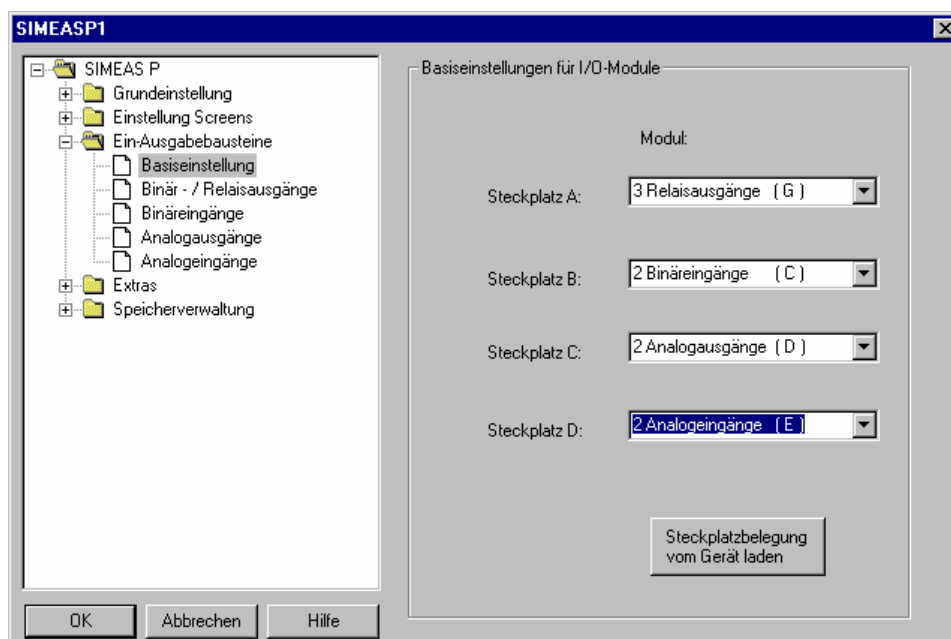 SIMEASP1
SIMEAS P
Grundeinstellung
Einstellung Screens
Ein-Ausgabebausteine
Basiseinstellung
Binär - / Relaisausgänge
Binäreingänge
Analogausgänge
Analogeingänge
Extras
Speicherverwaltung
OK
Abbrechen
Hilfe
Basiseinstellungen für I/O-Module
Modul:
Steckplatz A: 3 Relaisausgänge ( G )
Steckplatz B: 2 Binäreingänge ( C )
Steckplatz C: 2 Analogausgänge ( D )
Steckplatz D: 2 Analogeingänge ( E )
Steckplatzbelegung
vom Gerät laden